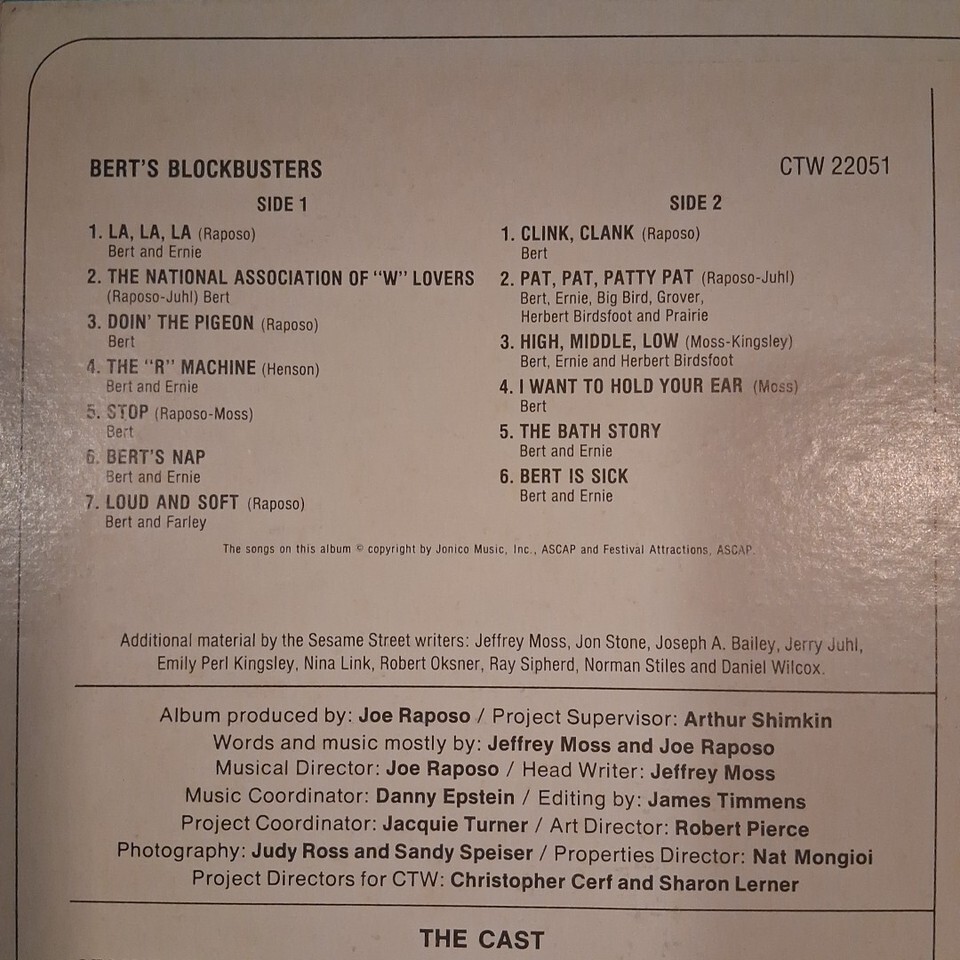 BERT'S BLOCKBUSTERS
CTW 22051
SIDE 1
1. LA, LA, LA (Raposo)
Bert and Ernie
2. THE NATIONAL ASSOCIATION OF "W" LOVERS
(Raposo-Juhl) Bert
3. DOIN' THE PIGEON (Raposo)
Bert
4. THE "R" MACHINE (Henson)
Bert and Ernie
5. STOP (Raposo-Moss)
Bert
6. BERT'S NAP
Bert and Ernie
7. LOUD AND SOFT (Raposo)
Bert and Farley
SIDE 2
1. CLINK, CLANK (Raposo)
Bert
2. PAT, PAT, PATTY PAT (Raposo-Juhl)
Bert, Ernie, Big Bird, Grover,
Herbert Birdsfoot and Prairie
3. HIGH, MIDDLE, LOW (Moss-Kingsley)
Bert, Ernie and Herbert Birdsfoot
4. I WANT TO HOLD YOUR EAR (Moss)
Bert
5. THE BATH STORY
Bert and Ernie
6. BERT IS SICK
Bert and Ernie
The songs on this album © copyright by Jonico Music, Inc., ASCAP and Festival Attractions, ASCAP.
Additional material by the Sesame Street writers: Jeffrey Moss, Jon Stone, Joseph A. Bailey, Jerry Juhl,
Emily Perl Kingsley, Nina Link, Robert Oksner, Ray Sipherd, Norman Stiles and Daniel Wilcox.
Album produced by: Joe Raposo / Project Supervisor: Arthur Shimkin
Words and music mostly by: Jeffrey Moss and Joe Raposo
Musical Director: Joe Raposo / Head Writer: Jeffrey Moss
Music Coordinator: Danny Epstein / Editing by: James Timmens
Project Coordinator: Jacquie Turner / Art Director: Robert Pierce
Photography: Judy Ross and Sandy Speiser / Properties Director: Nat Mongioi
Project Directors for CTW: Christopher Cerf and Sharon Lerner
THE CAST